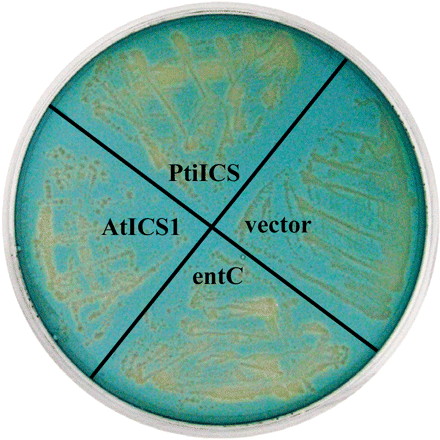 PtiICS
AtICS1
vector
entC